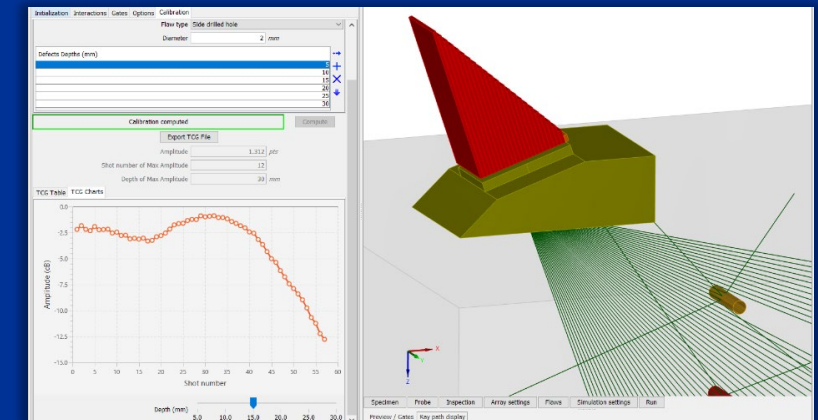 Initialization Interactions Gates Options Calibration
Flaw type Side drilled hole
Diameter 2 mm
Defects Depths (mm)
5
10
15
20
25
30
Calibration computed Compute
Export TCG File
Amplitude 1.312
Shot number of Max Amplitude 12
Depth of Max Amplitude 20 mm
TCG Table TCG Charts
0.0
-2.5
-5.0
-7.5
-10.0
-12.5
-15.0
Amplitude (dB)
0 5 10 15 20 25 30 35 40 45 50 55 60
Shot number
Depth (mm)
5.0 10.0 15.0 20.0 25.0 30.0
X
Y
Z
Specimen Probe Inspection Array settings Flaws Simulation settings Run
Preview / Gates Ray path display